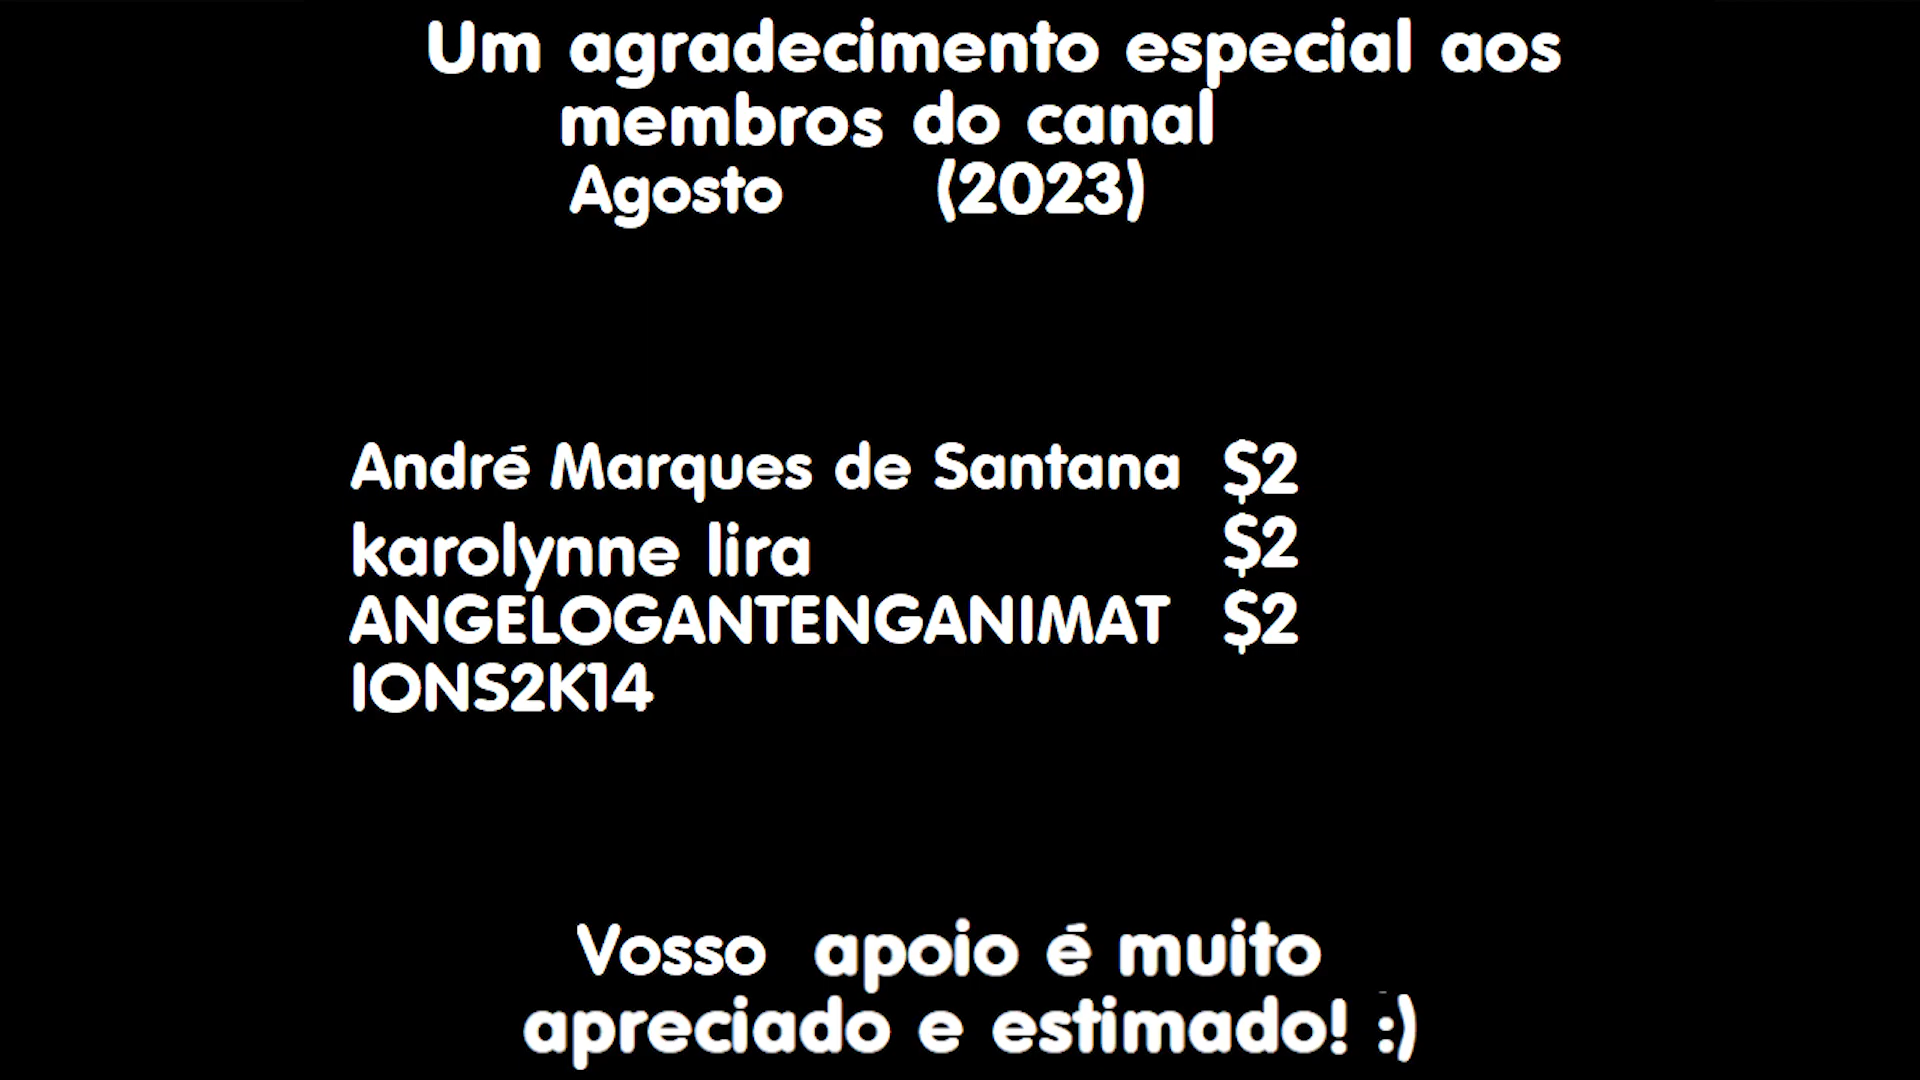 Um agradecimento especial aos
membros do canal
Agosto (2023)
André Marques de Santana $2
karolynne lira $2
ANGELOGANTENGANIMAT $2
IONS2K14
Vosso apoio é muito
apreciado e estimado! :)